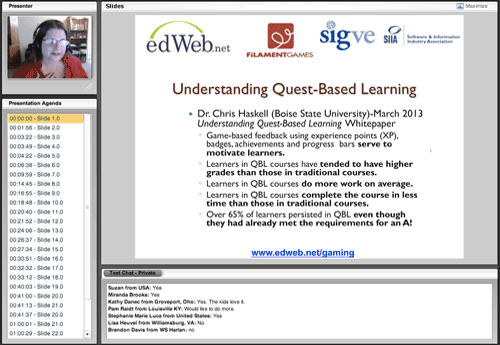 Presenter
Slides
Maximize
edWeb.net
FILAMENT GAMES
sigve
SIIA Software & Information Industry Association
Understanding Quest-Based Learning
Dr. Chris Haskell (Boise State University)-March 2013
Understanding Quest-Based Learning Whitepaper
Game-based feedback using experience points (XP),
badges, achievements and progress bars serve to
motivate learners.
Learners in QBL courses have tended to have higher
grades than those in traditional courses.
Learners in QBL courses do more work on average.
Learners in QBL courses complete the course in less
time than those in traditional courses.
Over 65% of learners persisted in QBL even though
they had already met the requirements for an A!
www.edweb.net/gaming
Presentation Agenda
00:00:00 - Slide 1.0
00:01:56 - Slide 2.0
00:03:22 - Slide 3.0
00:03:49 - Slide 4.0
00:04:22 - Slide 5.0
00:06:38 - Slide 6.0
00:09:59 - Slide 7.0
00:14:45 - Slide 8.0
00:16:55 - Slide 9.0
00:18:48 - Slide 10.0
00:20:40 - Slide 11.0
00:21:52 - Slide 12.0
00:24:06 - Slide 13.0
00:26:37 - Slide 14.0
00:27:34 - Slide 15.0
00:30:51 - Slide 16.0
00:32:32 - Slide 17.0
00:33:12 - Slide 18.0
00:40:03 - Slide 19.0
00:41:00 - Slide 20.0
00:41:13 - Slide 21.0
00:41:37 - Slide 20.0
01:00:01 - Slide 21.0
01:00:29 - Slide 22.0
Text Chat - Private
Suzan from USA: Yes
Miranda Brooks: Yes
Kathy Danec from Groveport, Oho: Yes. The kids love it.
Pam Raidt from Louisville KY: Would like to do more.
Stephanie Marie Luca from United States: Yes
Lisa Heuvel from Williamsburg, VA: No
Brandon Davis from WS Harlan: no